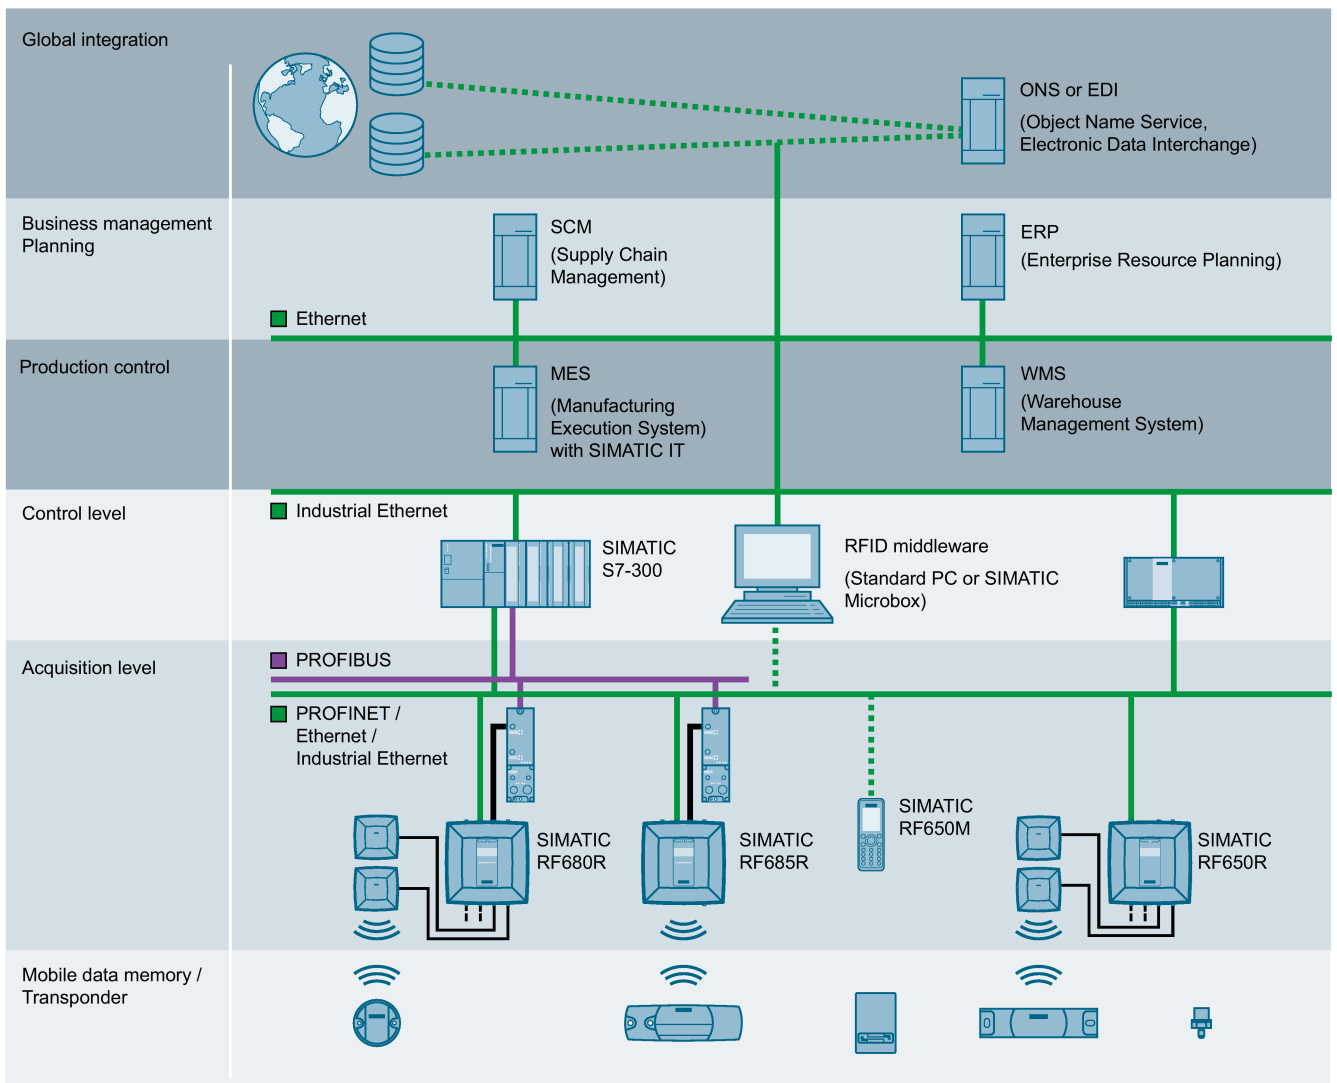 Global integration
ONS or EDI
(Object Name Service,
Electronic Data Interchange)
Business management
Planning
SCM
(Supply Chain
Management)
ERP
(Enterprise Resource Planning)
Ethernet
Production control
MES
(Manufacturing
Execution System)
with SIMATIC IT
WMS
(Warehouse
Management System)
Control level
Industrial Ethernet
SIMATIC
S7-300
RFID middleware
(Standard PC or SIMATIC
Microbox)
Acquisition level
PROFIBUS
PROFINET /
Ethernet /
Industrial Ethernet
SIMATIC
RF680R
SIMATIC
RF685R
SIMATIC
RF650M
SIMATIC
RF650R
Mobile data memory /
Transponder